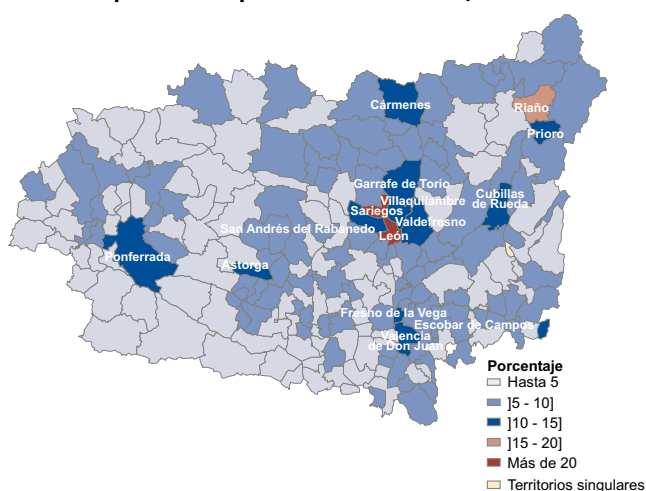 Cármenes
Riaño
Prioro
Garrafe de Torío
Villaquilambre
Cubillas
de Rueda
Sariegos
Valdefresno
San Andrés del Rabanedo
León
Ponferrada
Astorga
Fresno de la Vega
Escobar de Campos
Valencia
de Don Juan
Porcentaje
Hasta 5
]5 - 10]
]10 - 15]
]15 - 20]
Más de 20
Territorios singulares